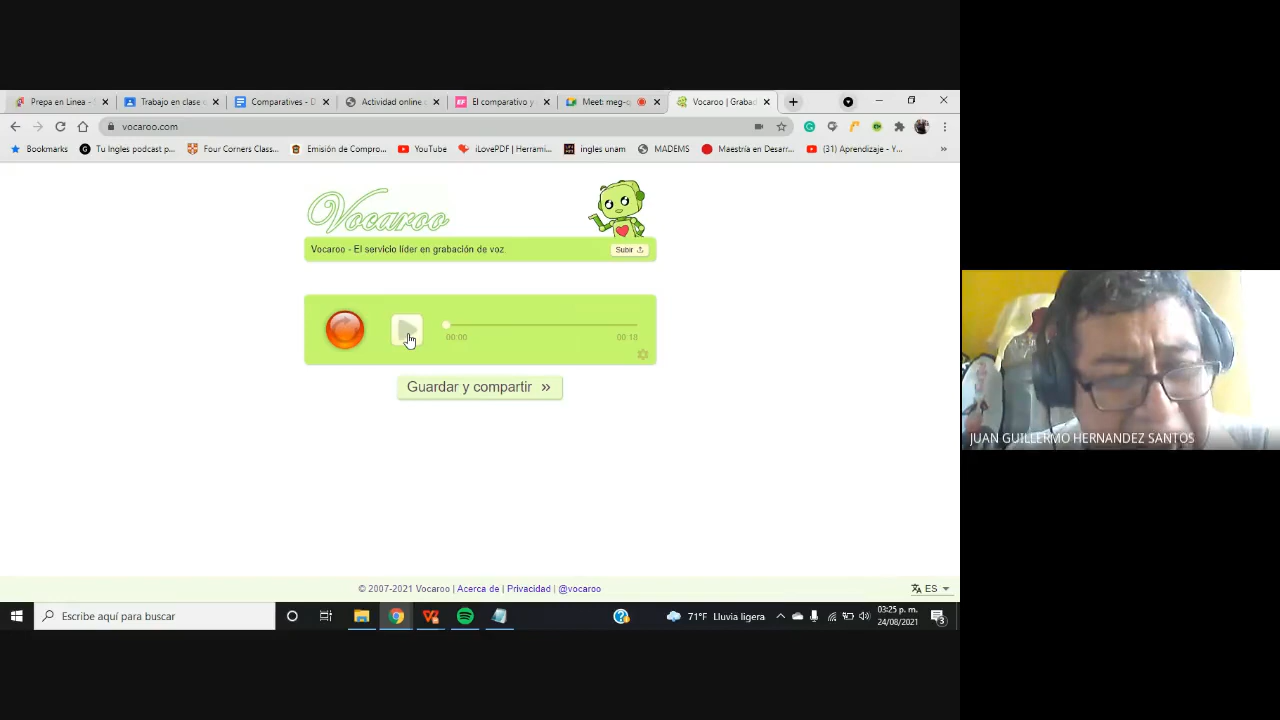 Prepa en Linea -
Trabajo en clase
Comparatives - D
Actividad online
El comparativo y
Meet: meg-
Vocaroo | Grabad
vocaroo.com
Bookmarks
Tu Ingles podcast p...
Four Corners Class...
Emisión de Compro...
YouTube
iLovePDF | Herrami...
ingles unam
MADEMS
Maestría en Desarr...
(31) Aprendizaje - Y...
»
Vocaroo
Vocaroo - El servicio líder en grabación de voz
Subir
00:00
00:18
Guardar y compartir »
JUAN GUILLERMO HERNANDEZ SANTOS
© 2007-2021 Vocaroo | Acerca de | Privacidad | @vocaroo
ES
Escribe aquí para buscar
71°F Lluvia ligera
03:25 p. m.
24/08/2021
3